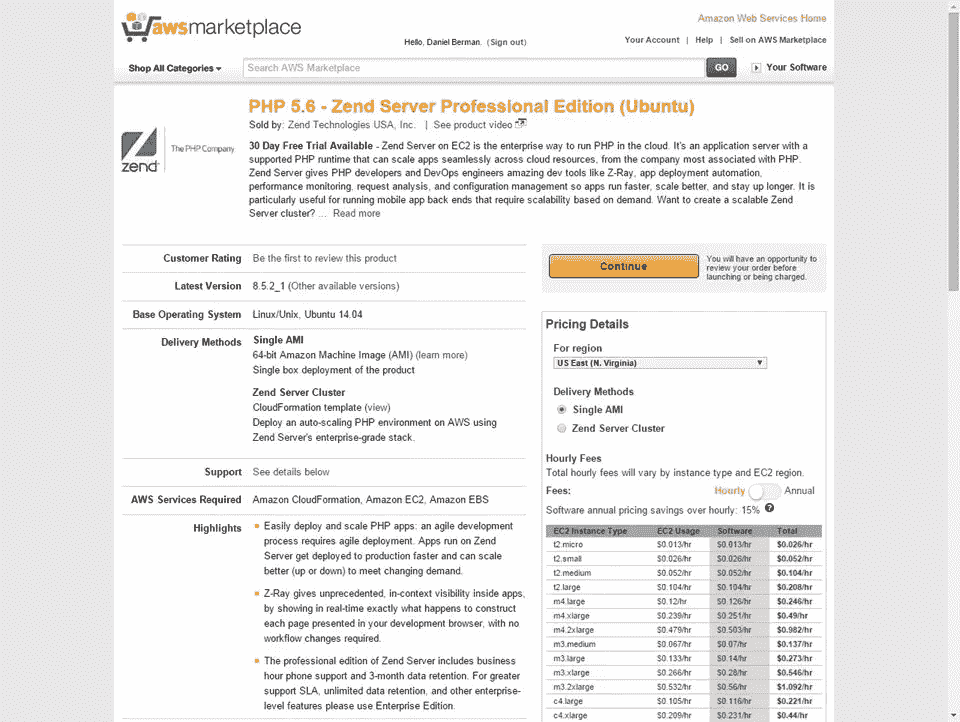 awsmarketplace
Amazon Web Services Home
Hello, Daniel Berman. (Sign out)
Your Account | Help | Sell on AWS Marketplace
Shop All Categories
Search AWS Marketplace
GO
Your Software
PHP 5.6 - Zend Server Professional Edition (Ubuntu)
Sold by: Zend Technologies USA, Inc. | See product video
zend The PHP Company
30 Day Free Trial Available - Zend Server on EC2 is the enterprise way to run PHP in the cloud. It's an application server with a
supported PHP runtime that can scale apps seamlessly across cloud resources, from the company most associated with PHP.
Zend Server gives PHP developers and DevOps engineers amazing dev tools like Z-Ray, app deployment automation,
performance monitoring, request analysis, and configuration management so apps run faster, scale better, and stay up longer. It is
particularly useful for running mobile app back ends that require scalability based on demand. Want to create a scalable Zend
Server cluster? ... Read more
Customer Rating Be the first to review this product
Latest Version 8.5.2_1 (Other available versions)
Base Operating System Linux/Unix, Ubuntu 14.04
Delivery Methods Single AMI
64-bit Amazon Machine Image (AMI) (learn more)
Single box deployment of the product
Zend Server Cluster
CloudFormation template (view)
Deploy an auto-scaling PHP environment on AWS using
Zend Server's enterprise-grade stack.
Support See details below
AWS Services Required Amazon CloudFormation, Amazon EC2, Amazon EBS
Highlights Easily deploy and scale PHP apps: an agile development
process requires agile deployment. Apps run on Zend
Server get deployed to production faster and can scale
better (up or down) to meet changing demand.
Z-Ray gives unprecedented, in-context visibility inside apps,
by showing in real-time exactly what happens to construct
each page presented in your development browser, with no
workflow changes required.
The professional edition of Zend Server includes business
hour phone support and 3-month data retention. For greater
support SLA, unlimited data retention, and other enterprise-
level features please use Enterprise Edition.
Continue
You will have an opportunity to
review your order before
launching or being charged.
Pricing Details
For region
US East (N. Virginia)
Delivery Methods
Single AMI
Zend Server Cluster
Hourly Fees
Total hourly fees will vary by instance type and EC2 region.
Fees: Hourly Annual
Software annual pricing savings over hourly: 15% ?
EC2 Instance Type EC2 Usage Software Total
t2.micro $0.013/hr $0.013/hr $0.026/hr
t2.small $0.026/hr $0.026/hr $0.052/hr
t2.medium $0.052/hr $0.052/hr $0.104/hr
t2.large $0.104/hr $0.104/hr $0.208/hr
m4.large $0.12/hr $0.126/hr $0.246/hr
m4.xlarge $0.239/hr $0.251/hr $0.49/hr
m4.2xlarge $0.479/hr $0.503/hr $0.982/hr
m3.medium $0.067/hr $0.07/hr $0.137/hr
m3.large $0.133/hr $0.14/hr $0.273/hr
m3.xlarge $0.266/hr $0.28/hr $0.546/hr
m3.2xlarge $0.532/hr $0.56/hr $1.092/hr
c4.large $0.105/hr $0.116/hr $0.221/hr
c4.xlarge $0.209/hr $0.231/hr $0.44/hr